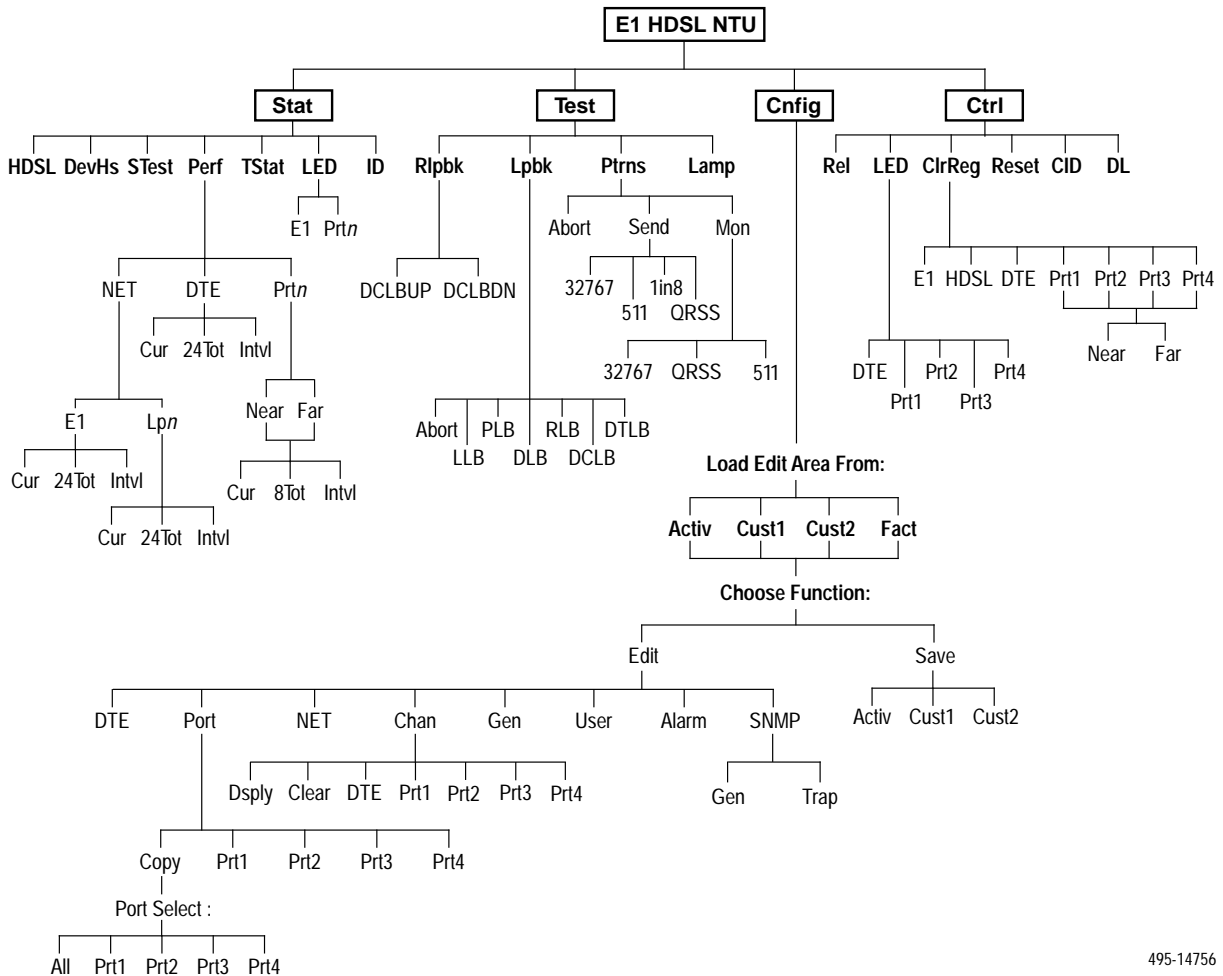 E1 HDSL NTU
Stat Test Cnfig Ctrl
HDSL DevHs STest Perf TStat LED ID Rlpbk Lpbk Ptrns Lamp Rel LED ClrReg Reset CID DL
E1 Prtn Abort Send Mon
NET DTE Prtn DCLBUP DCLBDN 32767 1in8 E1 HDSL DTE Prt1 Prt2 Prt3 Prt4
511 QRSS
Cur 24Tot Intvl Near Far
32767 QRSS 511 DTE Prt2 Prt4
Prt1 Prt3
E1 Lpn Near Far Abort PLB RLB DTLB
LLB DLB DCLB
Cur 24Tot Intvl Cur 8Tot Intvl Load Edit Area From:
Cur 24Tot Intvl Activ Cust1 Cust2 Fact
Choose Function:
Edit Save
DTE Port NET Chan Gen User Alarm SNMP Activ Cust1 Cust2
Dsply Clear DTE Prt1 Prt2 Prt3 Prt4 Gen Trap
Copy Prt1 Prt2 Prt3 Prt4
Port Select :
All Prt1 Prt2 Prt3 Prt4
495-14756